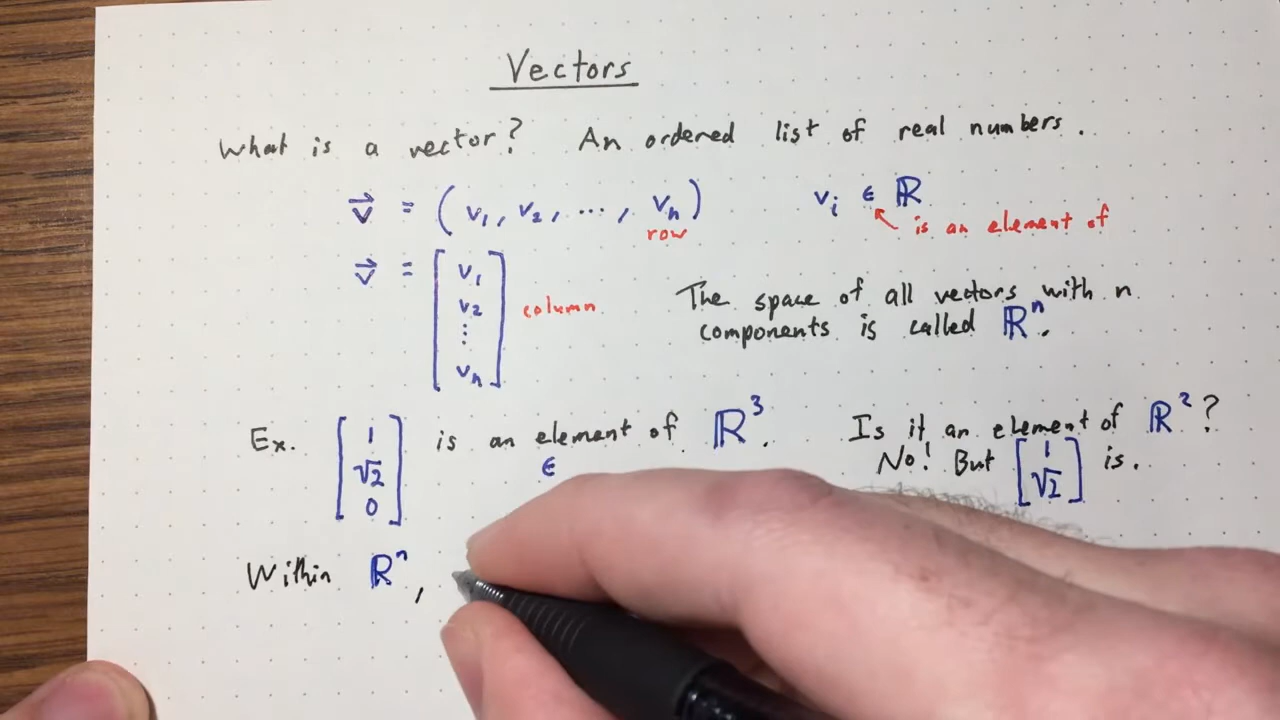 Vectors
What is a vector? An ordered list of real numbers.
v⃗ = ( v₁, v₂, ..., vₙ ) vᵢ ∈ ℝ
row
is an element of
v⃗ = [ v₁ v₂ ⋮ vₙ ] column
The space of all vectors with n
components is called ℝⁿ.
Ex. [ 1 √2 0 ] is an element of ℝ³.
∈
Is it an element of ℝ²?
No! But [ 1 √2 ] is.
Within ℝⁿ,